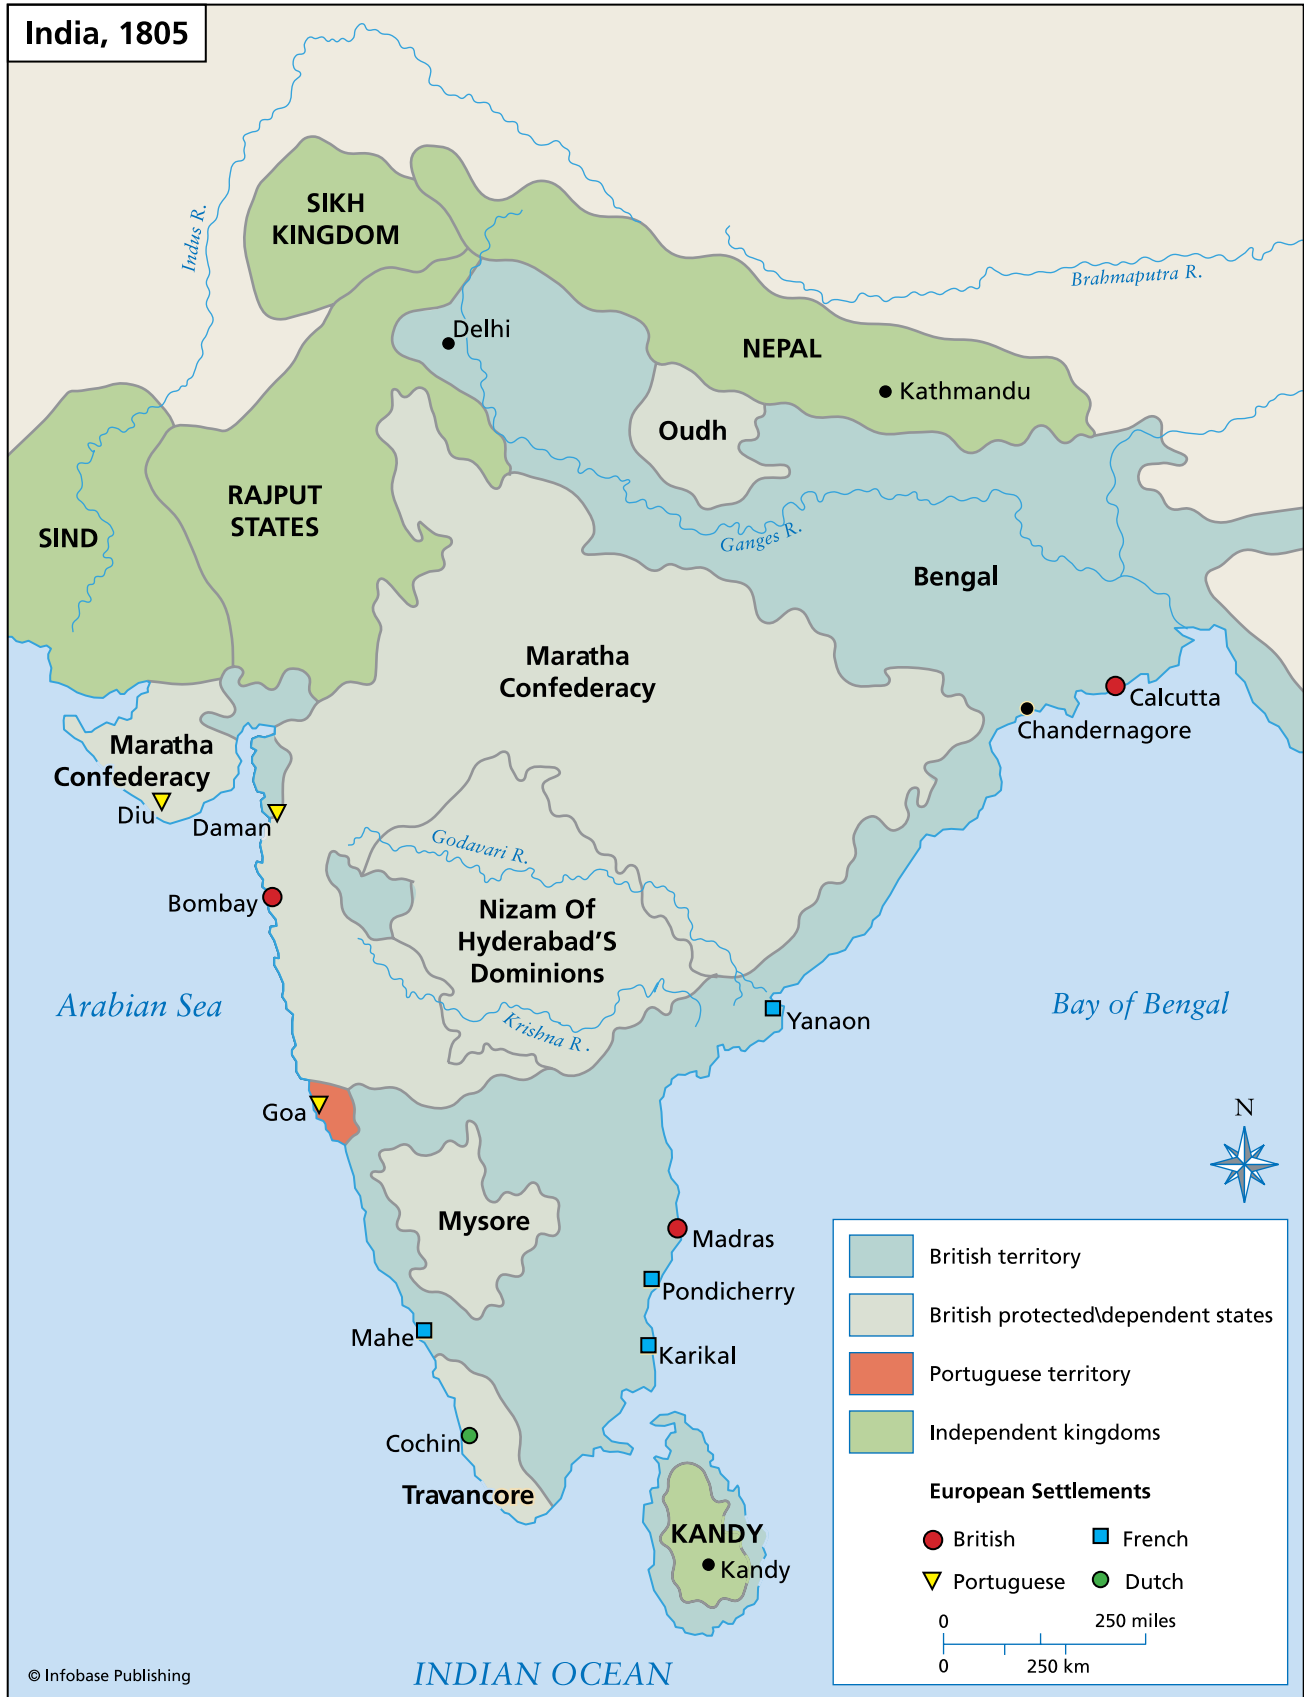 India, 1805
SIKH
KINGDOM
Indus R.
Brahmaputra R.
Delhi
NEPAL
Kathmandu
Oudh
RAJPUT
STATES
SIND
Ganges R.
Bengal
Maratha
Confederacy
Calcutta
Chandernagore
Maratha
Confederacy
Diu
Daman
Godavari R.
Bombay
Nizam Of
Hyderabad'S
Dominions
Arabian Sea
Bay of Bengal
Krishna R.
Yanaon
Goa
N
Mysore
Madras
Pondicherry
Mahe
Karikal
Cochin
Travancore
KANDY
Kandy
British territory
British protected\dependent states
Portuguese territory
Independent kingdoms
European Settlements
British
French
Portuguese
Dutch
0 250 miles
0 250 km
© Infobase Publishing
INDIAN OCEAN